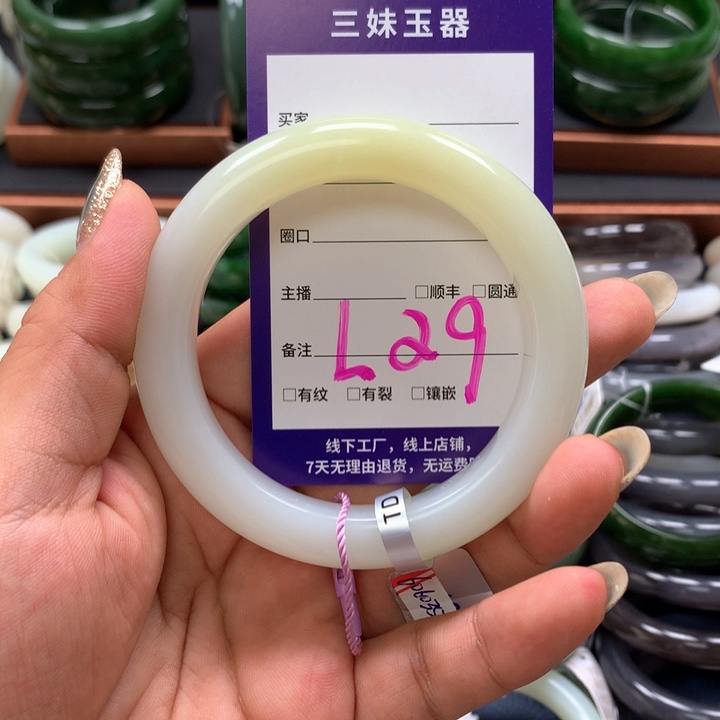 三妹玉器
买家
圈口
主播 □顺丰 □圆通
备注 L29
□有纹 □有裂 □镶嵌
线下工厂，线上店铺，
7天无理由退货，无运费
TD